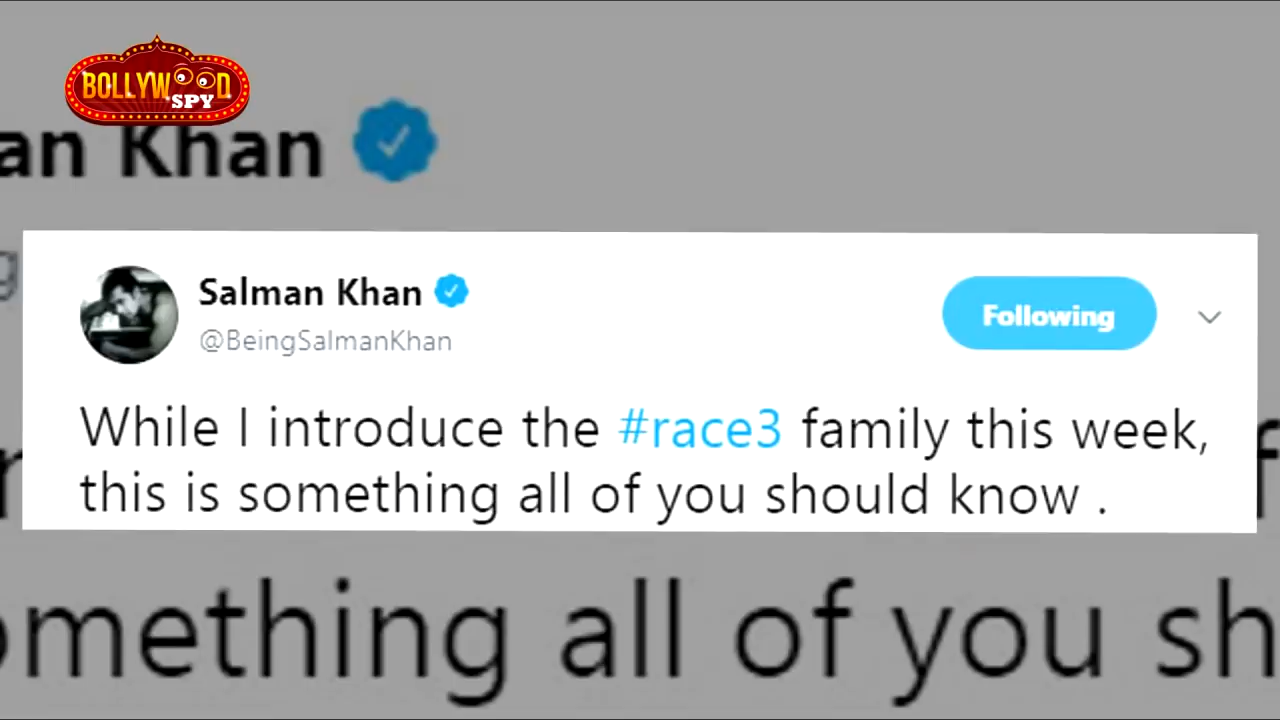 BOLLYWOOD
SPY
an Khan
Salman Khan
Following
@BeingSalmanKhan
While I introduce the #race3 family this week,
this is something all of you should know .
omething all of you sh